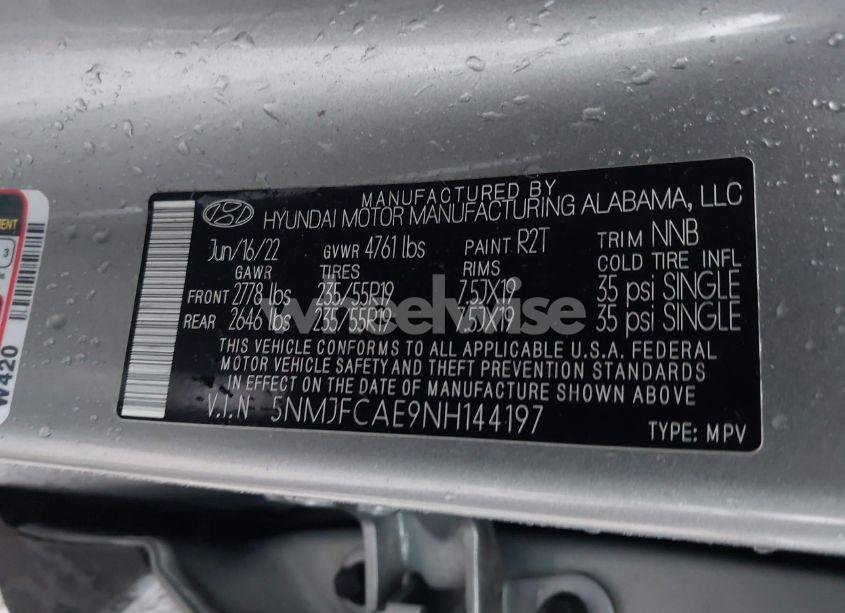 MANUFACTURED BY
HYUNDAI MOTOR MANUFACTURING ALABAMA, LLC
Jun/16/22 GVWR 4761 lbs PAINT R2T TRIM NNB
GAWR TIRES RIMS COLD TIRE INFL
FRONT 2778 lbs 235/55R19 7.5JX19 35 psi SINGLE
REAR 2646 lbs 235/55R19 7.5JX19 35 psi SINGLE
THIS VEHICLE CONFORMS TO ALL APPLICABLE U.S.A. FEDERAL
MOTOR VEHICLE SAFETY AND THEFT PREVENTION STANDARDS
IN EFFECT ON THE DATE OF MANUFACTURE SHOWN ABOVE
V.I.N 5NMJFCAE9NH144197
TYPE: MPV
wheelwise
3
W420